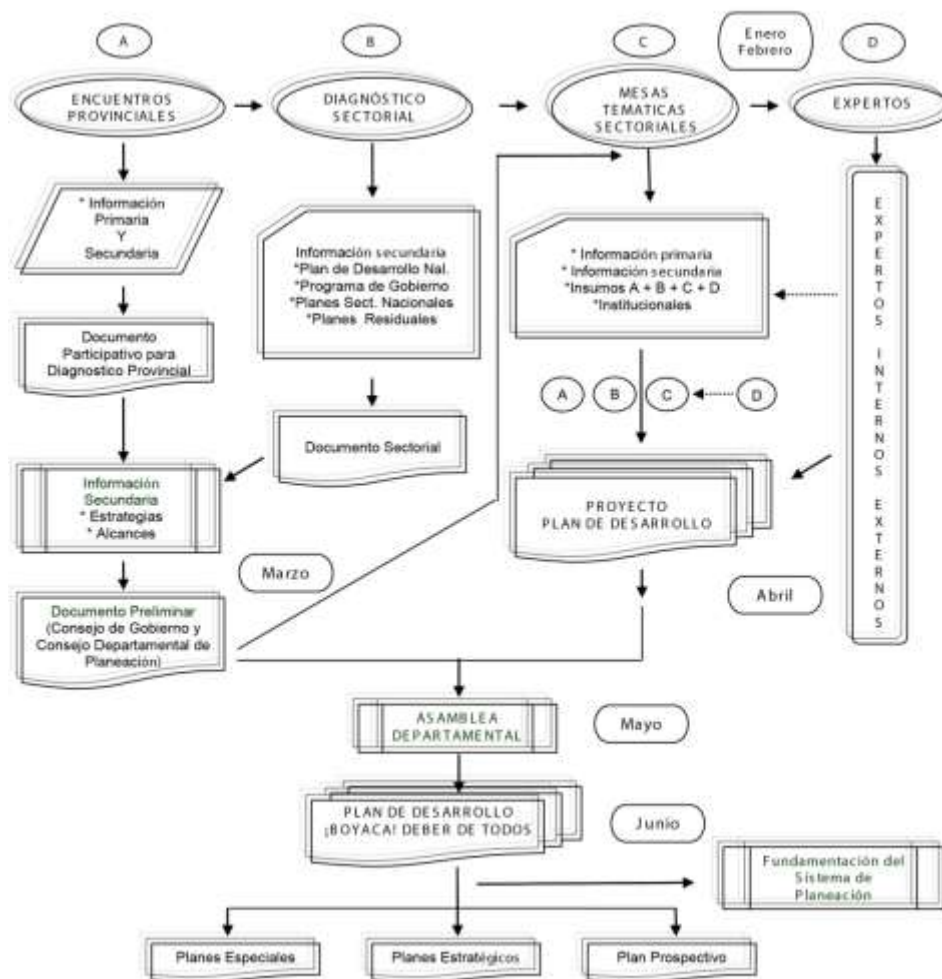 A
B
C
Enero
Febrero
D
ENCUENTROS
PROVINCIALES
DIAGNÓSTICO
SECTORIAL
MESAS
TEMATICAS
SECTORIALES
EXPERTOS
* Información
Primaria
Y
Secundaria
Información secundaria
*Plan de Desarrollo Nal.
*Programa de Gobierno
*Planes Sect. Nacionales
*Planes Residuales
* Información primaria
* Información secundaria
*Insumos A + B + C + D
*Institucionales
EXPERTOS INTERNOS EXTERNOS
Documento
Participativo para
Diagnostico Provincial
A
B
C
D
Documento Sectorial
Información
Secundaria
* Estrategias
* Alcances
PROYECTO
PLAN DE DESARROLLO
Marzo
Abril
Documento Preliminar
(Consejo de Gobierno y
Consejo Departamental de
Planeación)
ASAMBLEA
DEPARTAMENTAL
Mayo
PLAN DE DESARROLLO
¡BOYACA! DEBER DE TODOS
Junio
Fundamentación del
Sistema de
Planeación
Planes Especiales
Planes Estratégicos
Plan Prospectivo